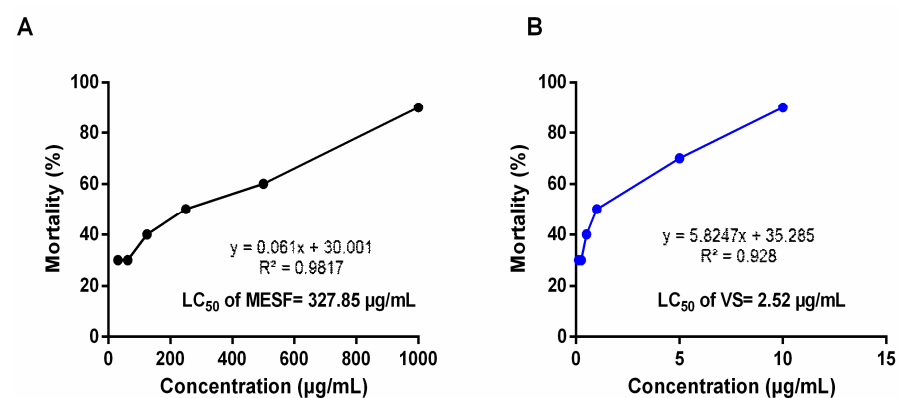 A
B
100
80
60
40
20
0
Mortality (%)
y = 0.061x + 30.001
R² = 0.9817
LC50 of MESF= 327.85 µg/mL
0 200 400 600 800 1000
Concentration (µg/mL)
100
80
60
40
20
0
Mortality (%)
y = 5.8247x + 35.285
R² = 0.928
LC50 of VS= 2.52 µg/mL
0 5 10 15
Concentration (µg/mL)